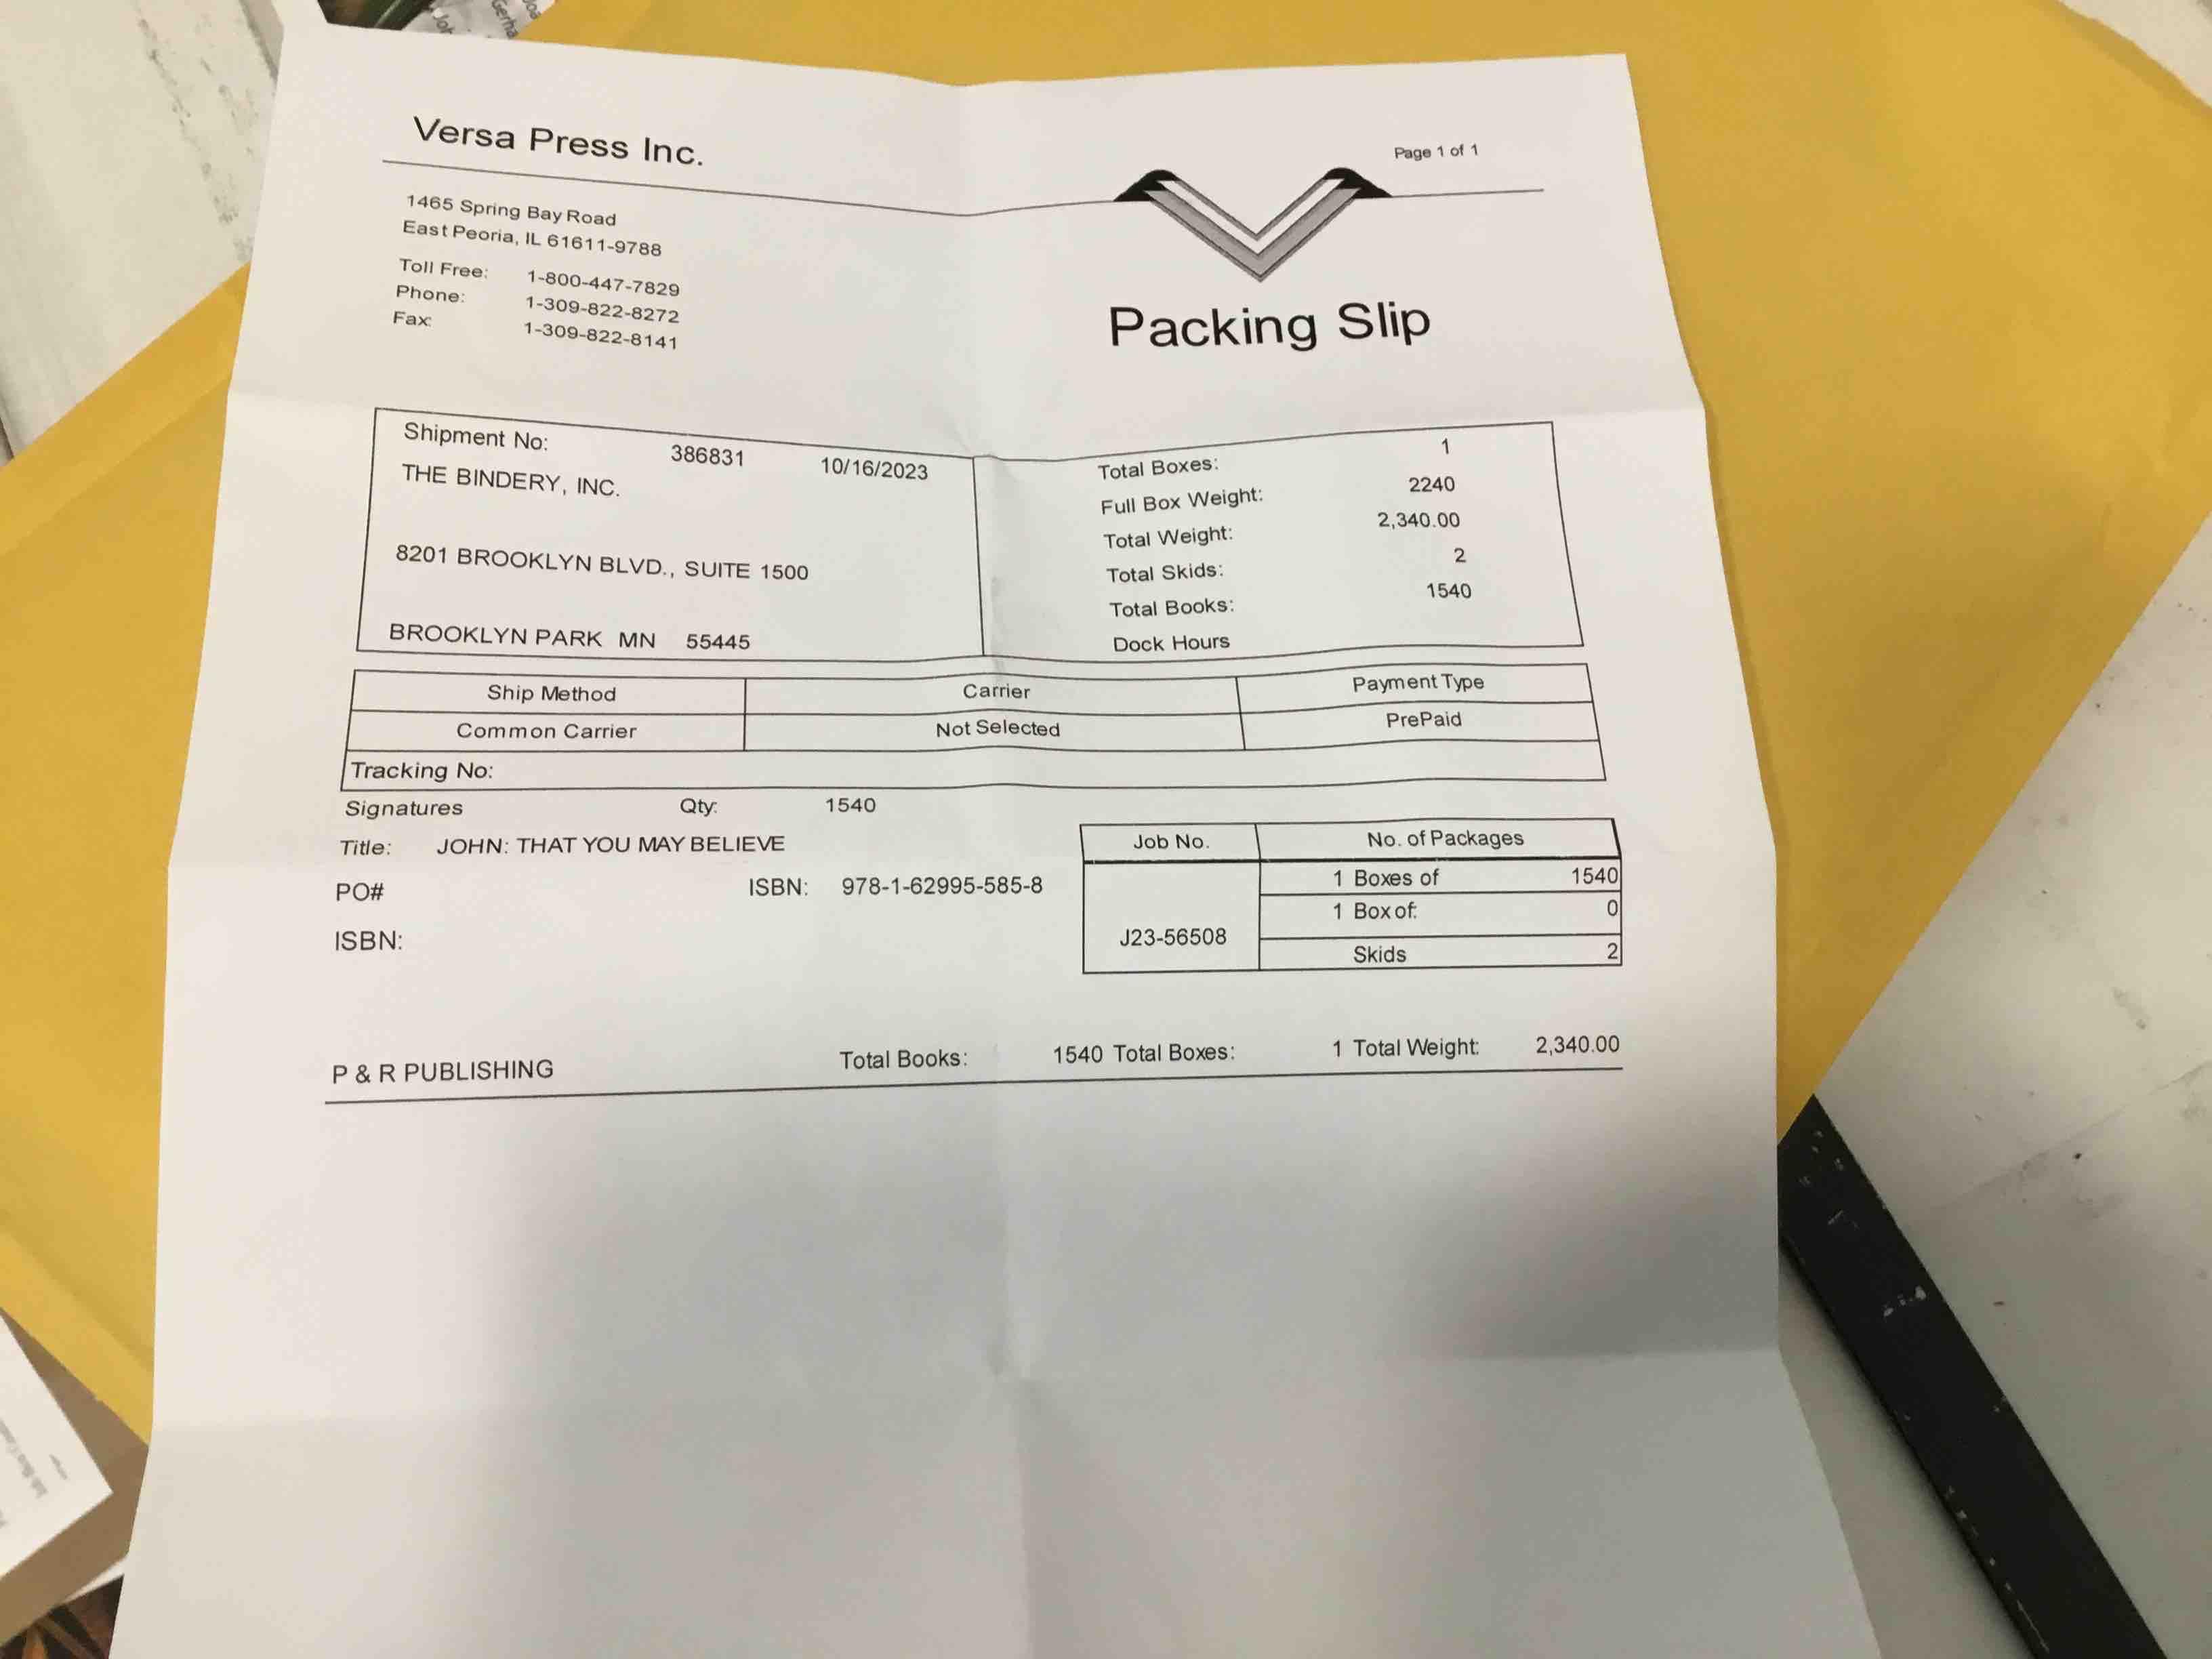 Versa Press Inc.
Page 1 of 1
1465 Spring Bay Road
East Peoria, IL 61611-9788
Toll Free: 1-800-447-7829
Phone: 1-309-822-8272
Fax: 1-309-822-8141
Packing Slip
Shipment No: 386831 10/16/2023
THE BINDERY, INC.
8201 BROOKLYN BLVD., SUITE 1500
BROOKLYN PARK MN 55445
Total Boxes: 1
Full Box Weight: 2240
Total Weight: 2,340.00
Total Skids: 2
Total Books: 1540
Dock Hours
Ship Method Carrier Payment Type
Common Carrier Not Selected PrePaid
Tracking No:
Signatures Qty: 1540
Title: JOHN: THAT YOU MAY BELIEVE
PO# ISBN: 978-1-62995-585-8
ISBN:
Job No. No. of Packages
1 Boxes of 1540
1 Box of: 0
J23-56508
Skids 2
P & R PUBLISHING Total Books: 1540 Total Boxes: 1 Total Weight: 2,340.00